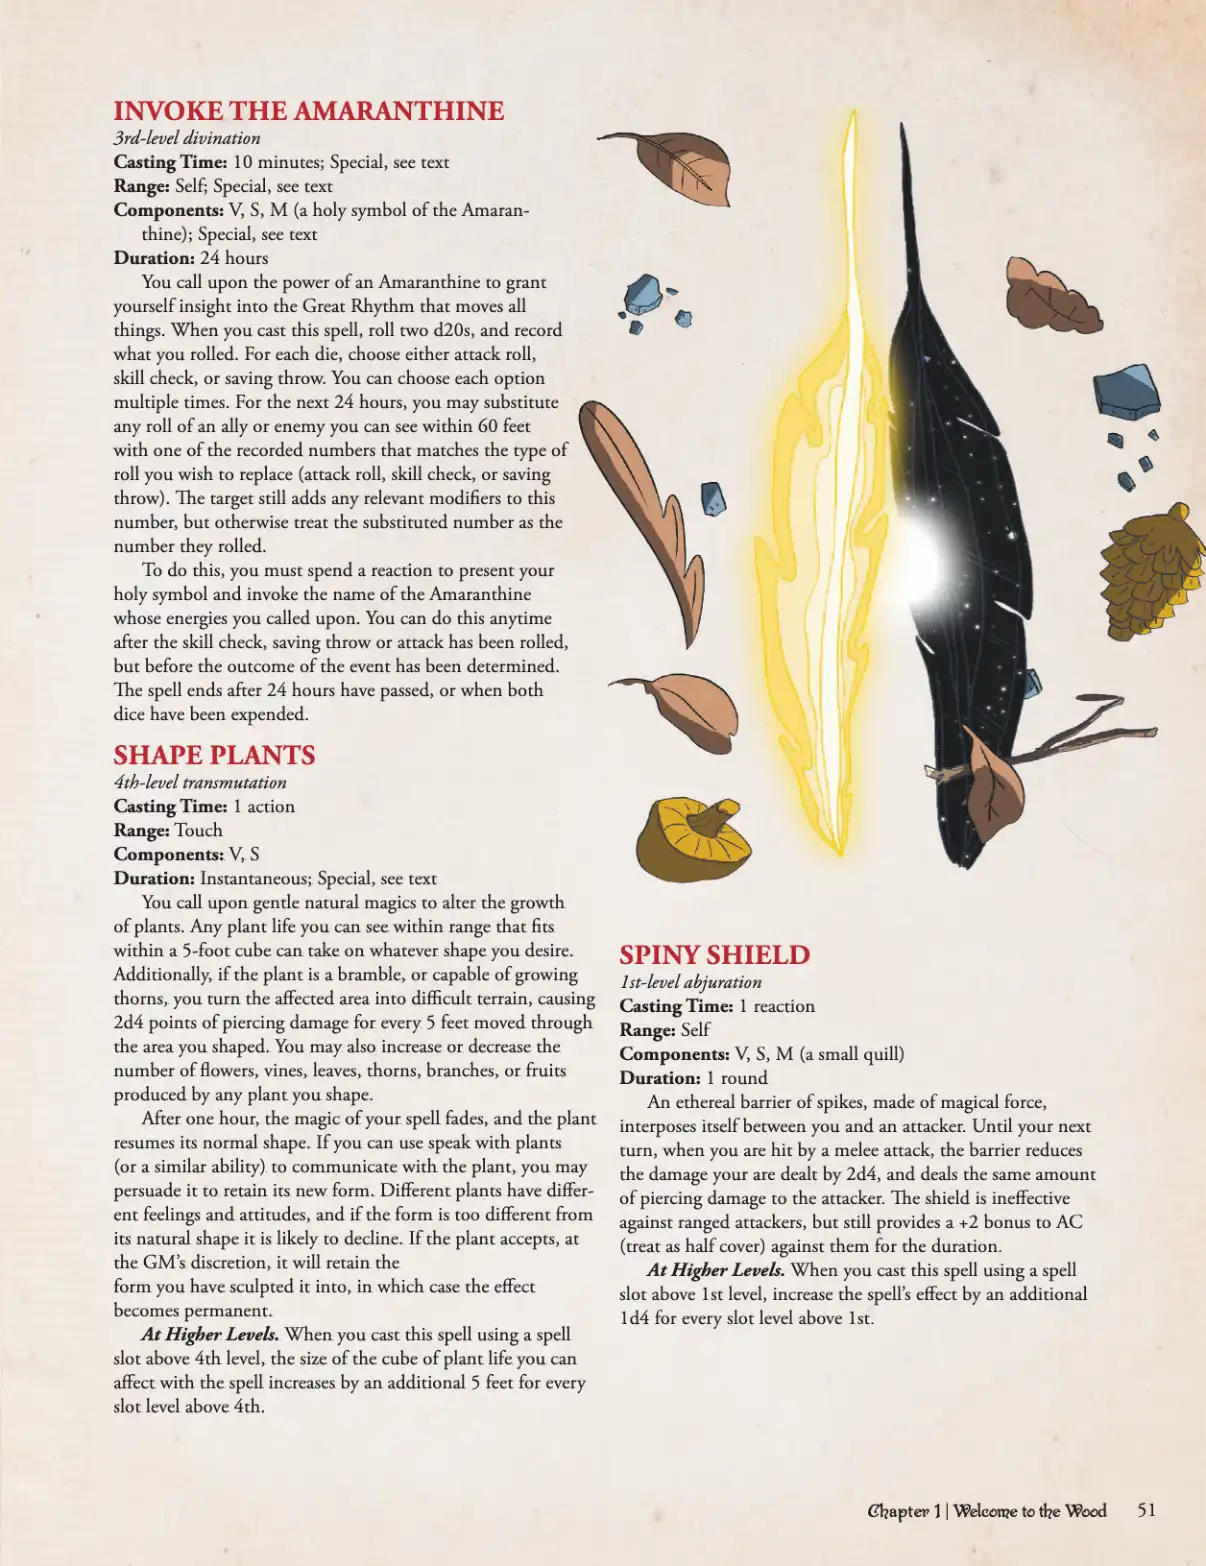 INVOKE THE AMARANTHINE
3rd-level divination
Casting Time: 10 minutes; Special, see text
Range: Self; Special, see text
Components: V, S, M (a holy symbol of the Amaran-
thine); Special, see text
Duration: 24 hours
You call upon the power of an Amaranthine to grant
yourself insight into the Great Rhythm that moves all
things. When you cast this spell, roll two d20s, and record
what you rolled. For each die, choose either attack roll,
skill check, or saving throw. You can choose each option
multiple times. For the next 24 hours, you may substitute
any roll of an ally or enemy you can see within 60 feet
with one of the recorded numbers that matches the type of
roll you wish to replace (attack roll, skill check, or saving
throw). The target still adds any relevant modifiers to this
number, but otherwise treat the substituted number as the
number they rolled.
To do this, you must spend a reaction to present your
holy symbol and invoke the name of the Amaranthine
whose energies you called upon. You can do this anytime
after the skill check, saving throw or attack has been rolled,
but before the outcome of the event has been determined.
The spell ends after 24 hours have passed, or when both
dice have been expended.
SHAPE PLANTS
4th-level transmutation
Casting Time: 1 action
Range: Touch
Components: V, S
Duration: Instantaneous; Special, see text
You call upon gentle natural magics to alter the growth
of plants. Any plant life you can see within range that fits
within a 5-foot cube can take on whatever shape you desire.
Additionally, if the plant is a bramble, or capable of growing
thorns, you turn the affected area into difficult terrain, causing
2d4 points of piercing damage for every 5 feet moved through
the area you shaped. You may also increase or decrease the
number of flowers, vines, leaves, thorns, branches, or fruits
produced by any plant you shape.
After one hour, the magic of your spell fades, and the plant
resumes its normal shape. If you can use speak with plants
(or a similar ability) to communicate with the plant, you may
persuade it to retain its new form. Different plants have differ-
ent feelings and attitudes, and if the form is too different from
its natural shape it is likely to decline. If the plant accepts, at
the GM's discretion, it will retain the
form you have sculpted it into, in which case the effect
becomes permanent.
At Higher Levels. When you cast this spell using a spell
slot above 4th level, the size of the cube of plant life you can
affect with the spell increases by an additional 5 feet for every
slot level above 4th.
SPINY SHIELD
1st-level abjuration
Casting Time: 1 reaction
Range: Self
Components: V, S, M (a small quill)
Duration: 1 round
An ethereal barrier of spikes, made of magical force,
interposes itself between you and an attacker. Until your next
turn, when you are hit by a melee attack, the barrier reduces
the damage your are dealt by 2d4, and deals the same amount
of piercing damage to the attacker. The shield is ineffective
against ranged attackers, but still provides a +2 bonus to AC
(treat as half cover) against them for the duration.
At Higher Levels. When you cast this spell using a spell
slot above 1st level, increase the spell's effect by an additional
1d4 for every slot level above 1st.
Chapter 1 | Welcome to the Wood 51